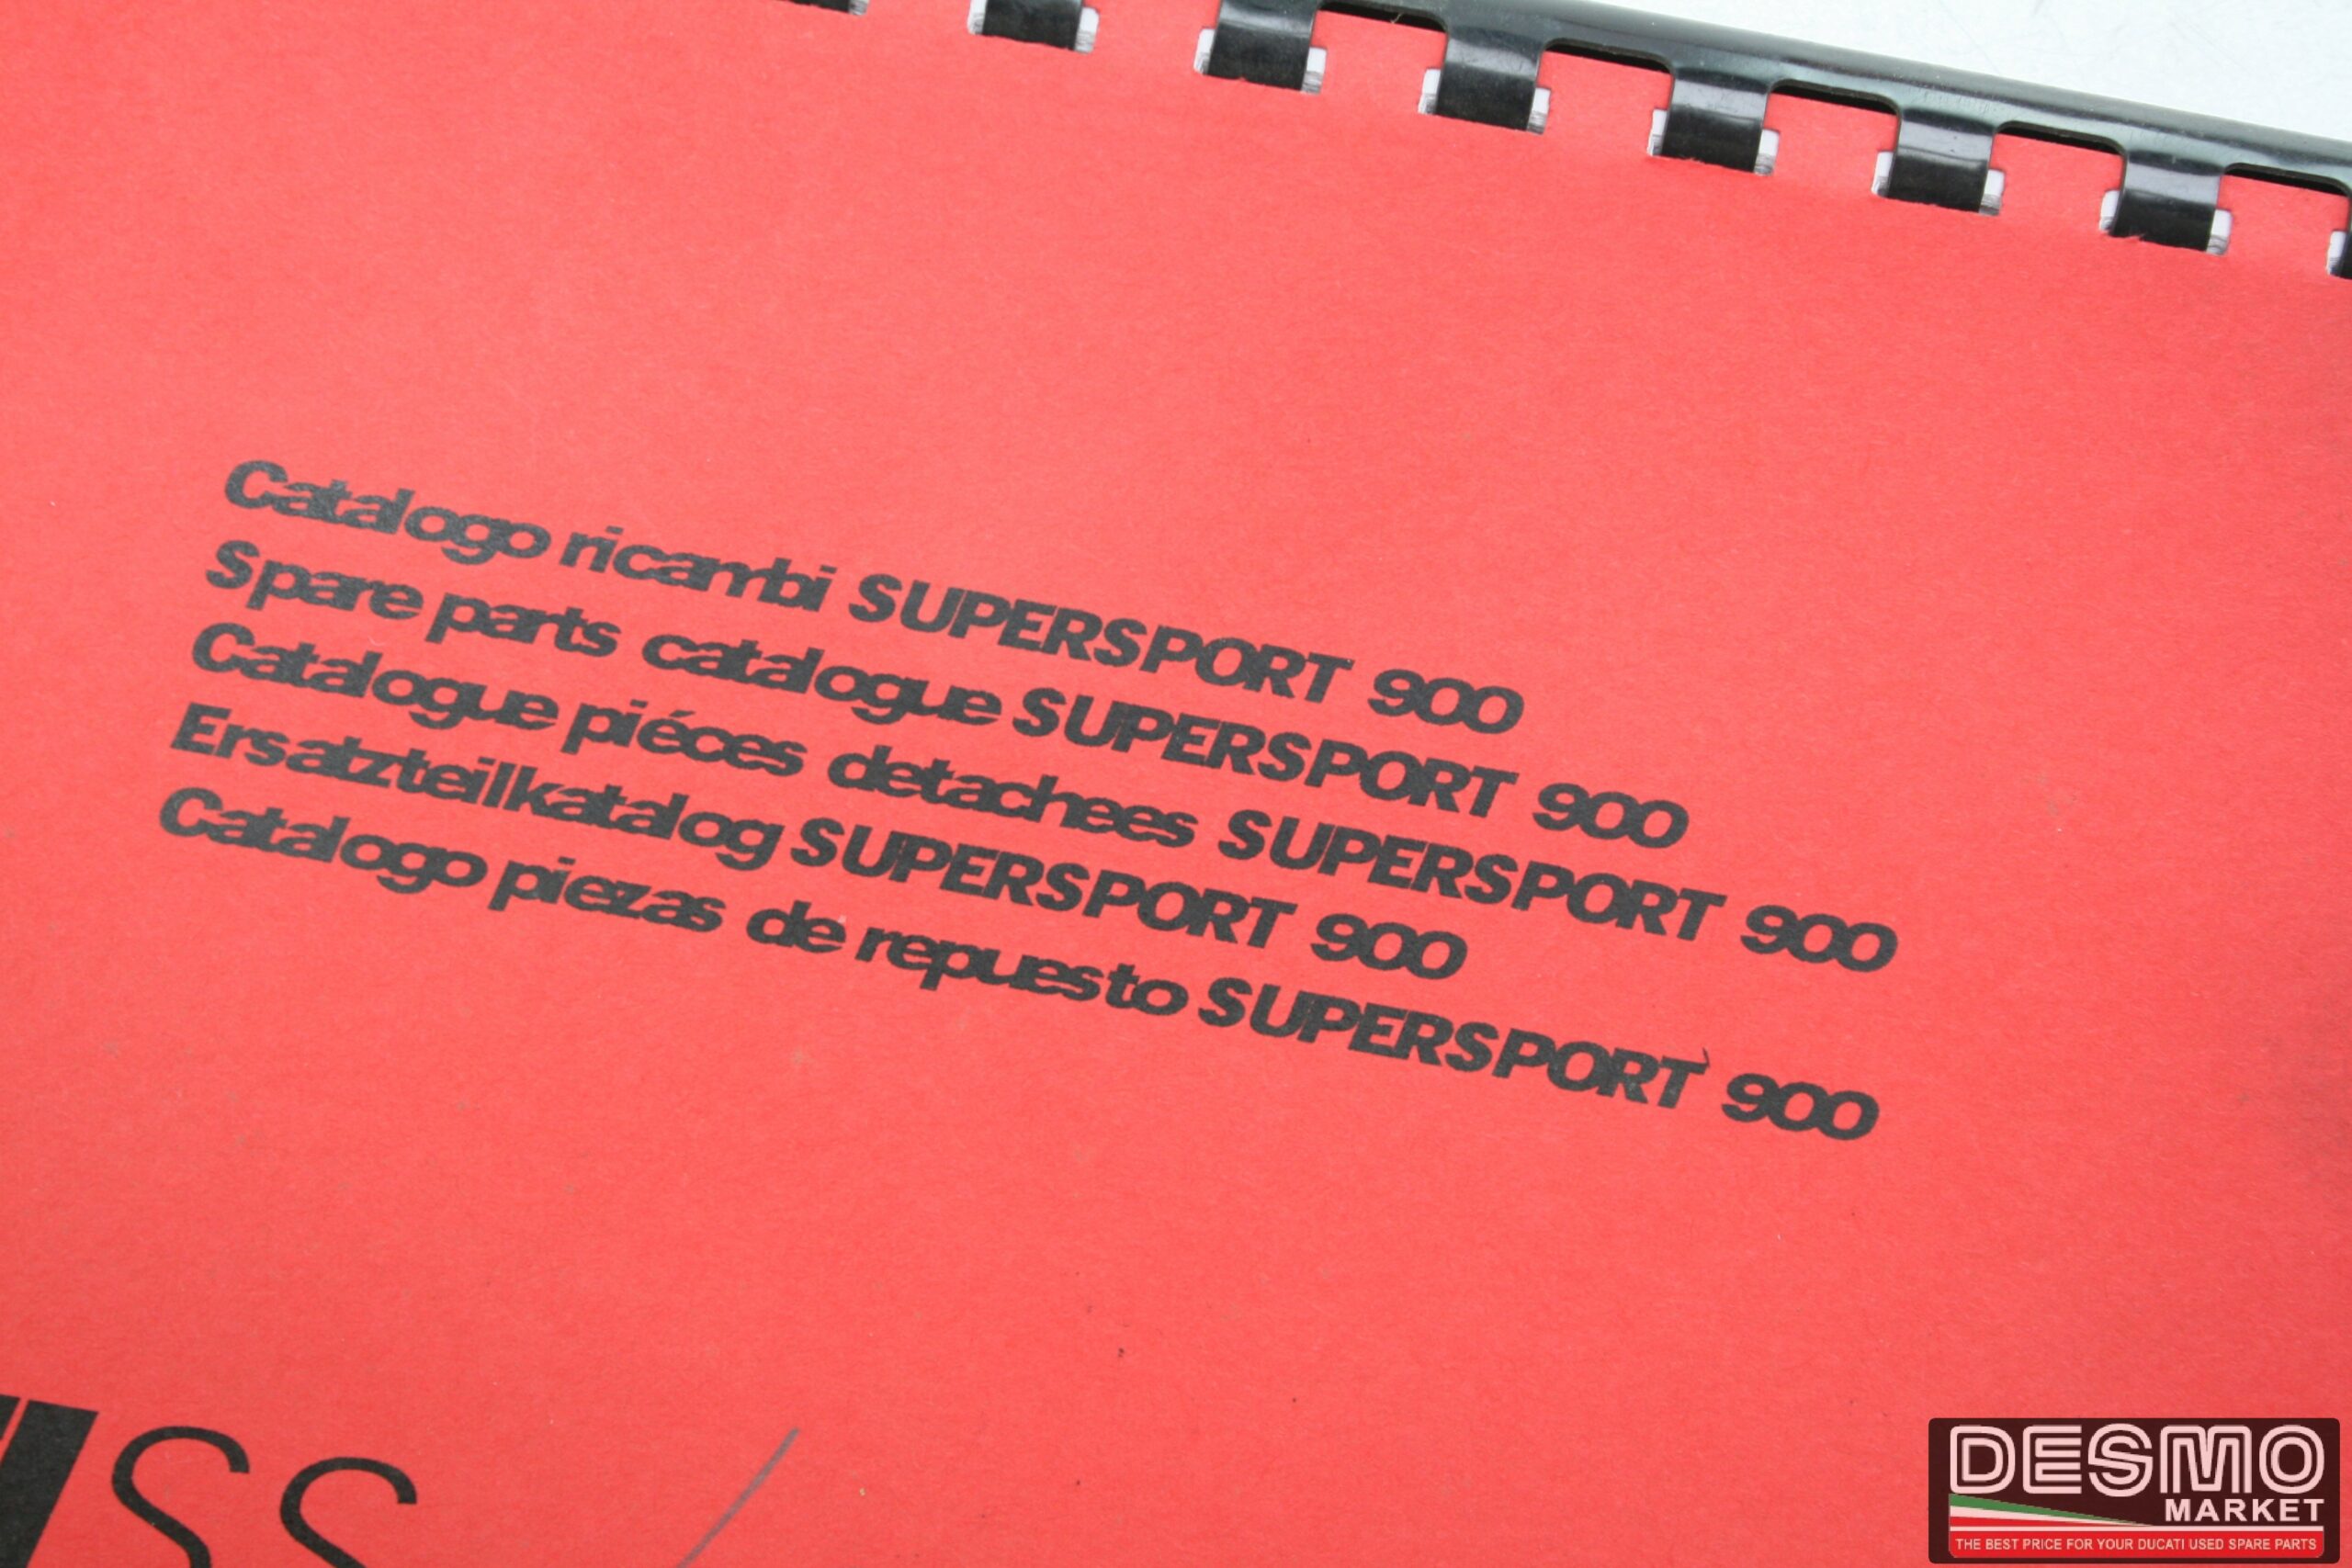 Catalogo ricambi SUPERSPORT 900
Spare parts catalogue SUPERSPORT 900
Catalogue piéces detachees SUPERSPORT 900
Ersatzteilkatalog SUPERSPORT 900
Catalogo piezas de repuesto SUPERSPORT 900
SS
DESMO
MARKET
THE BEST PRICE FOR YOUR DUCATI USED SPARE PARTS